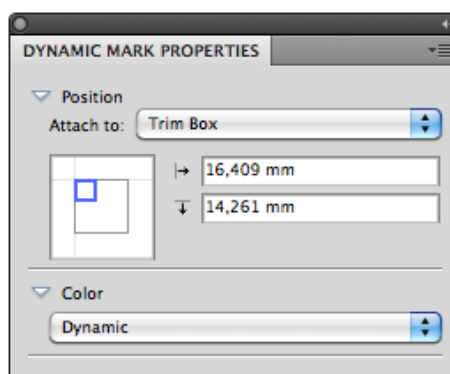 DYNAMIC MARK PROPERTIES
Position
Attach to: Trim Box
16,409 mm
14,261 mm
Color
Dynamic